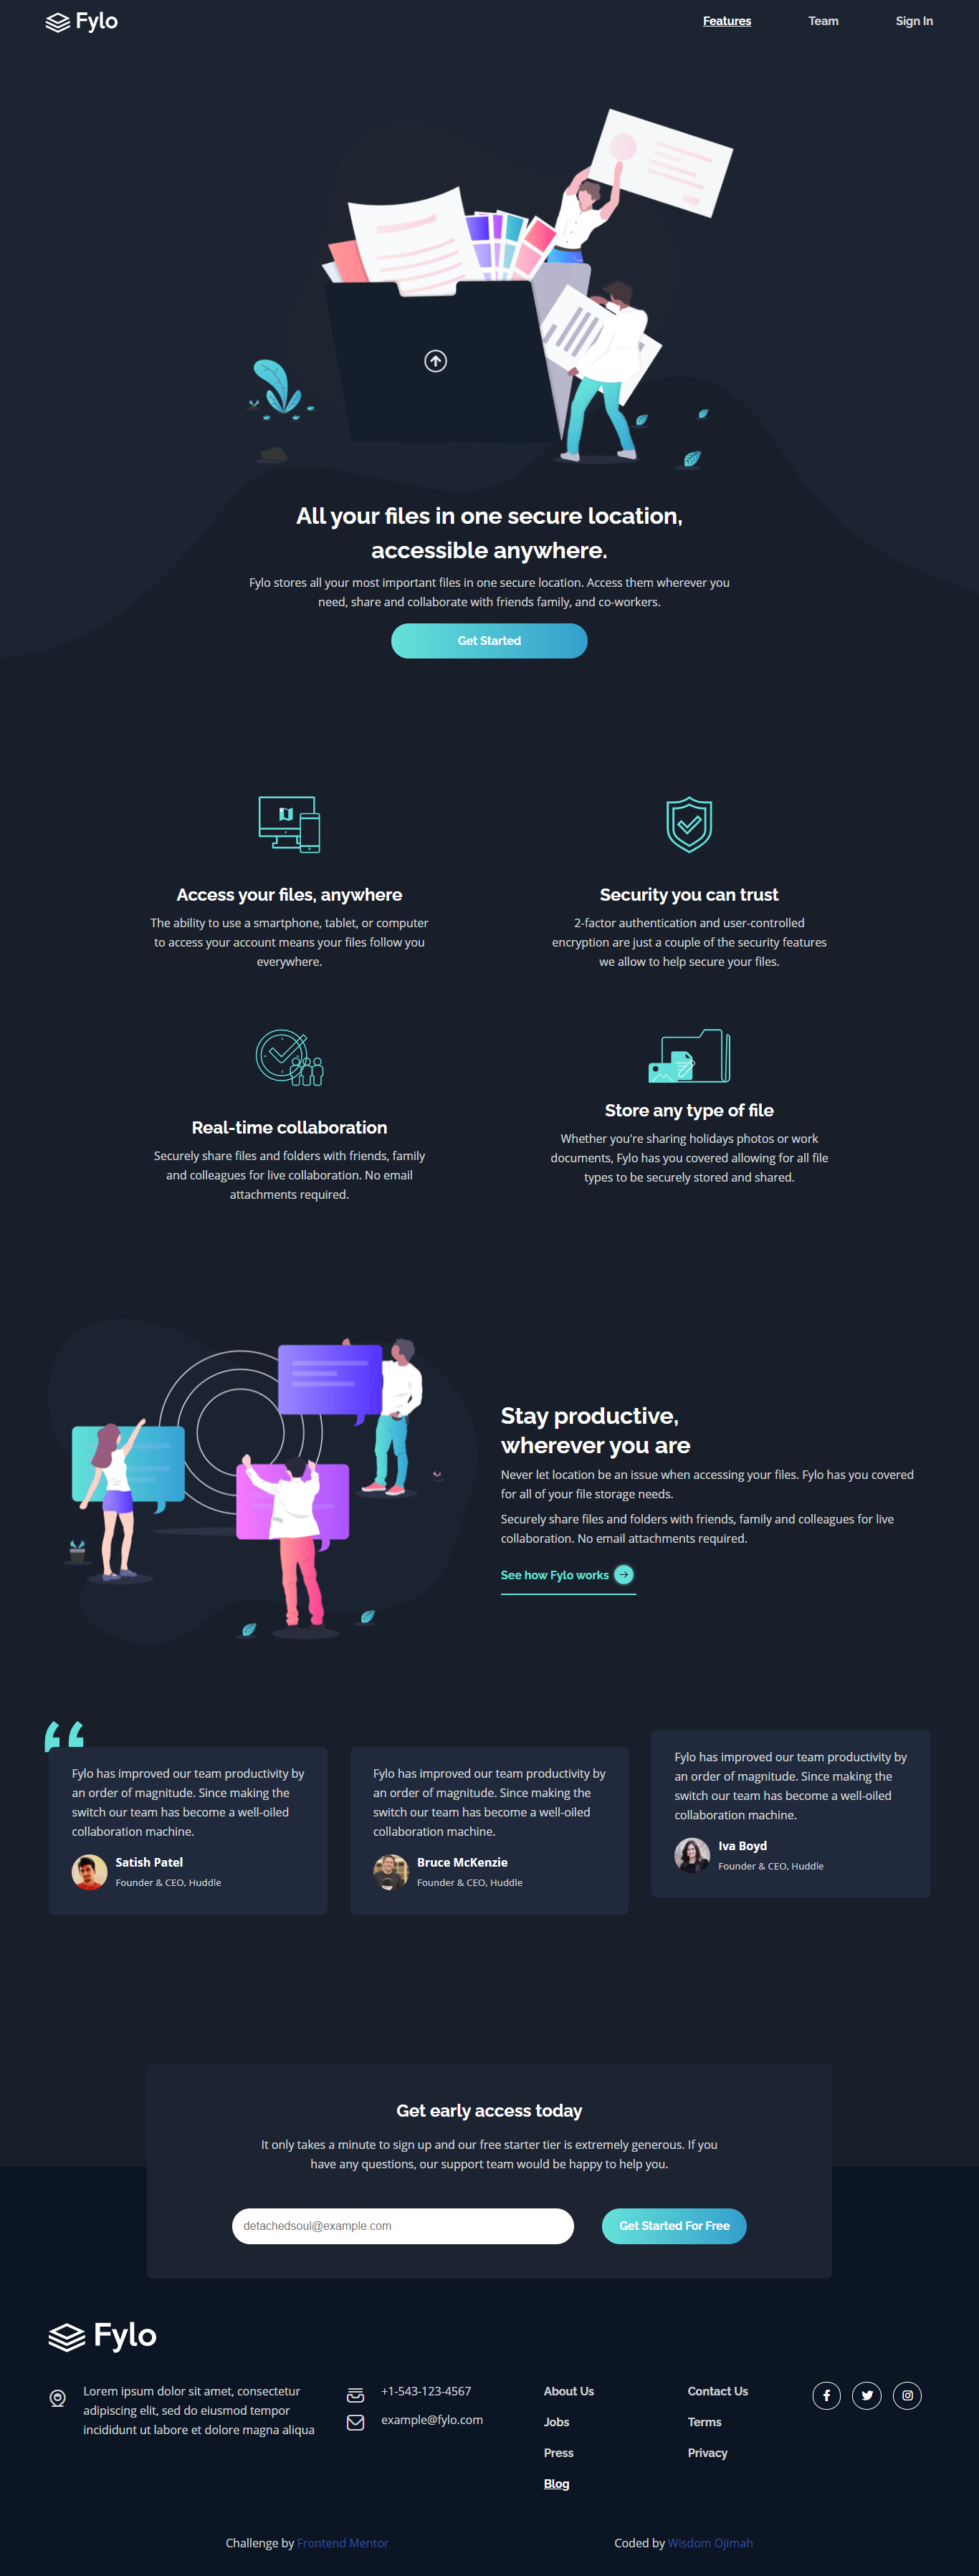 Fylo
Features
Team
Sign In
All your files in one secure location,
accessible anywhere.
Fylo stores all your most important files in one secure location. Access them wherever you
need, share and collaborate with friends family, and co-workers.
Get Started
Access your files, anywhere
The ability to use a smartphone, tablet, or computer
to access your account means your files follow you
everywhere.
Security you can trust
2-factor authentication and user-controlled
encryption are just a couple of the security features
we allow to help secure your files.
Real-time collaboration
Securely share files and folders with friends, family
and colleagues for live collaboration. No email
attachments required.
Store any type of file
Whether you're sharing holidays photos or work
documents, Fylo has you covered allowing for all file
types to be securely stored and shared.
Stay productive,
wherever you are
Never let location be an issue when accessing your files. Fylo has you covered
for all of your file storage needs.
Securely share files and folders with friends, family and colleagues for live
collaboration. No email attachments required.
See how Fylo works
Fylo has improved our team productivity by
an order of magnitude. Since making the
switch our team has become a well-oiled
collaboration machine.
Satish Patel
Founder & CEO, Huddle
Fylo has improved our team productivity by
an order of magnitude. Since making the
switch our team has become a well-oiled
collaboration machine.
Bruce McKenzie
Founder & CEO, Huddle
Fylo has improved our team productivity by
an order of magnitude. Since making the
switch our team has become a well-oiled
collaboration machine.
Iva Boyd
Founder & CEO, Huddle
Get early access today
It only takes a minute to sign up and our free starter tier is extremely generous. If you
have any questions, our support team would be happy to help you.
detachedsoul@example.com
Get Started For Free
Fylo
Lorem ipsum dolor sit amet, consectetur
adipiscing elit, sed do eiusmod tempor
incididunt ut labore et dolore magna aliqua
+1-543-123-4567
example@fylo.com
About Us
Jobs
Press
Blog
Contact Us
Terms
Privacy
Challenge by Frontend Mentor
Coded by Wisdom Ojimah